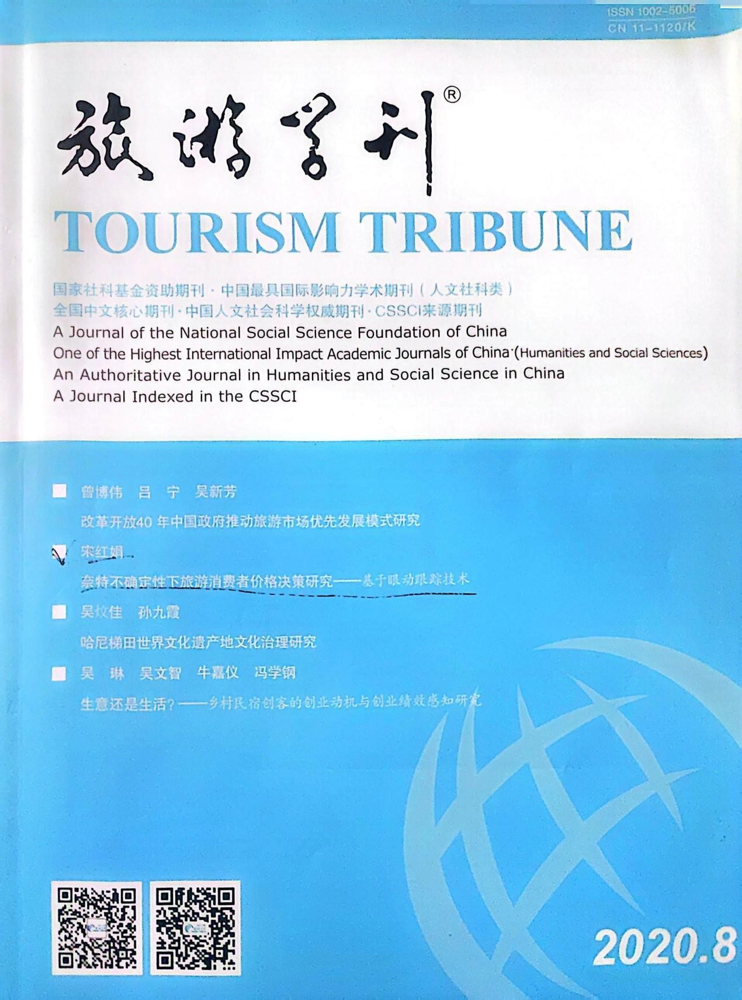 ISSN 1002-5006
CN 11-1120/K
旅游学刊®
TOURISM TRIBUNE
国家社科基金资助期刊·中国最具国际影响力学术期刊（人文社科类）
全国中文核心期刊·中国人文社会科学权威期刊·CSSCI来源期刊
A Journal of the National Social Science Foundation of China
One of the Highest International Impact Academic Journals of China·(Humanities and Social Sciences)
An Authoritative Journal in Humanities and Social Science in China
A Journal Indexed in the CSSCI
曾博伟 吕 宁 吴新芳
改革开放40 年中国政府推动旅游市场优先发展模式研究
宋红娟
奈特不确定性下旅游消费者价格决策研究——基于眼动跟踪技术
吴炆佳 孙九霞
哈尼梯田世界文化遗产地文化治理研究
吴 琳 吴文智 牛嘉仪 冯学钢
生意还是生活?——乡村民宿创客的创业动机与创业绩效感知研究
2020.8